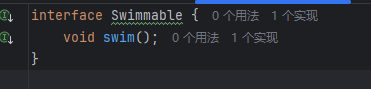 interface Swimmable { 0 个用法 1 个实现
void swim(); 0 个用法 1 个实现
}